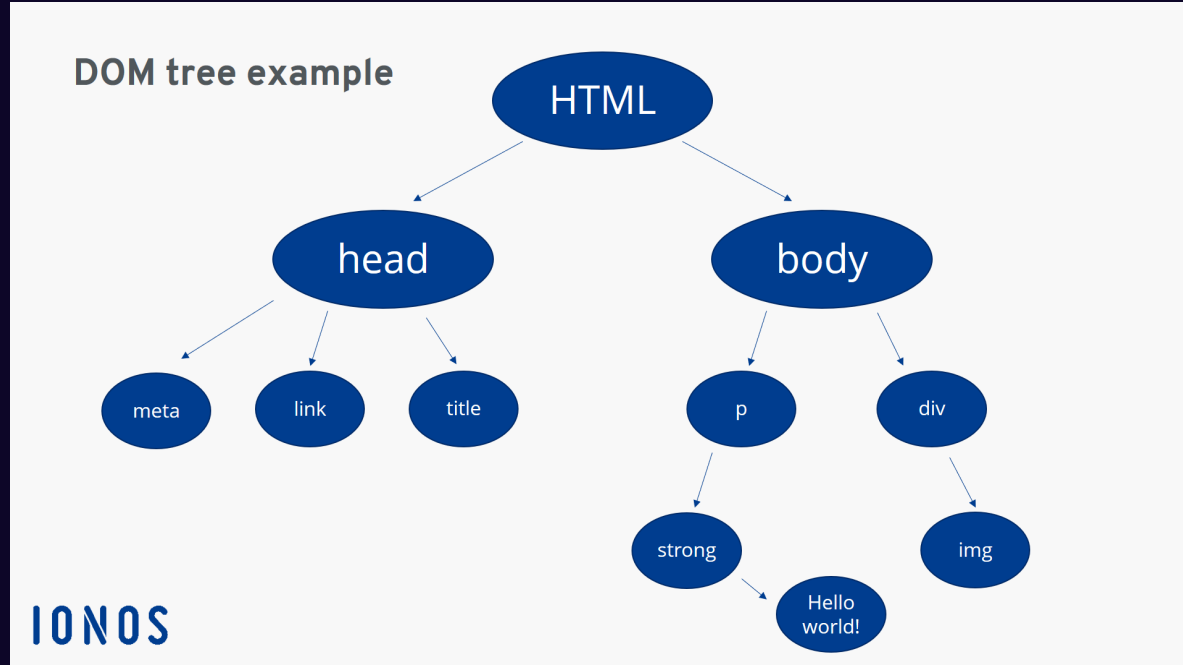 DOM tree example
HTML
head
body
meta
link
title
p
div
strong
img
Hello
world!
IONOS